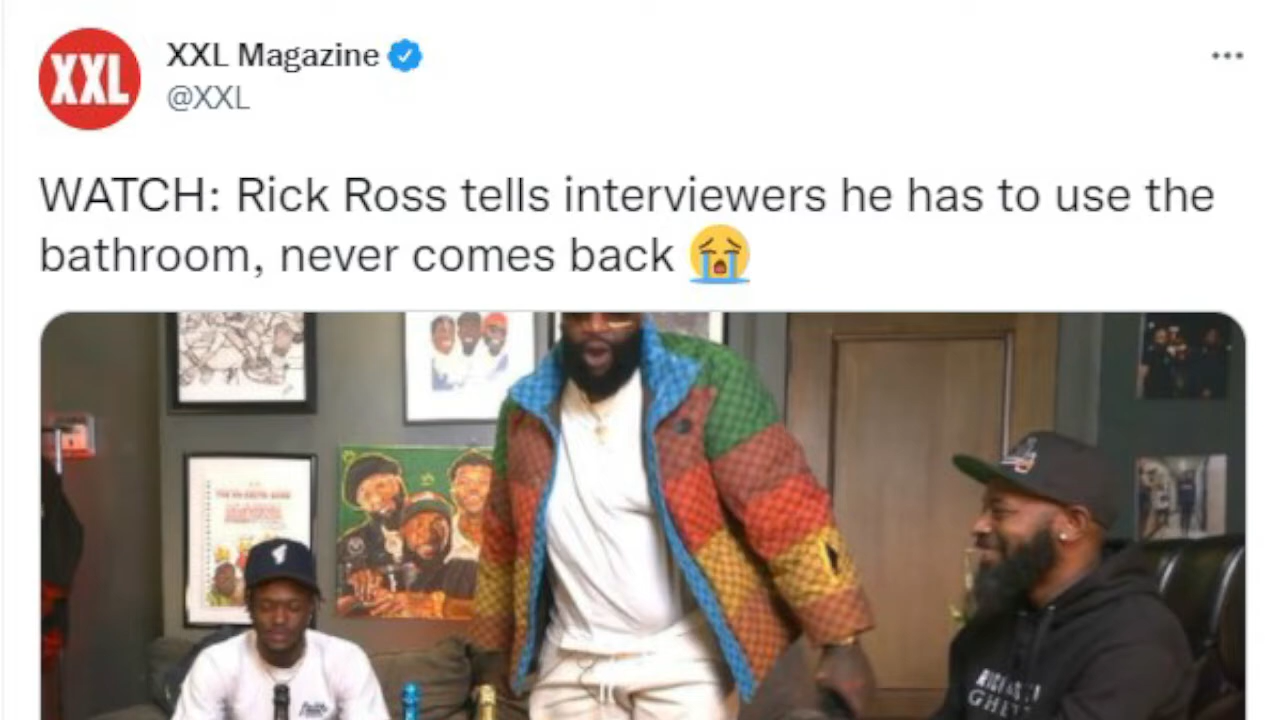 XXL
XXL Magazine
@XXL
WATCH: Rick Ross tells interviewers he has to use the
bathroom, never comes back